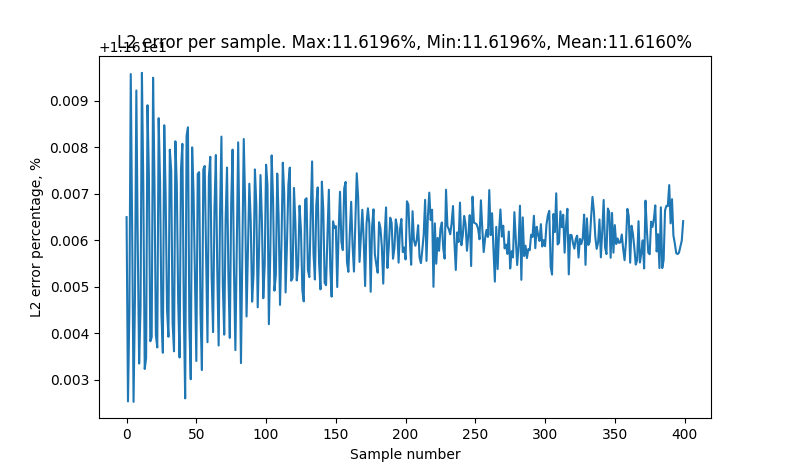 L2 error per sample. Max:11.6196%, Min:11.6196%, Mean:11.6160%
+1.161e1
0.009
0.008
0.007
0.006
0.005
0.004
0.003
L2 error percentage, %
0 50 100 150 200 250 300 350 400
Sample number